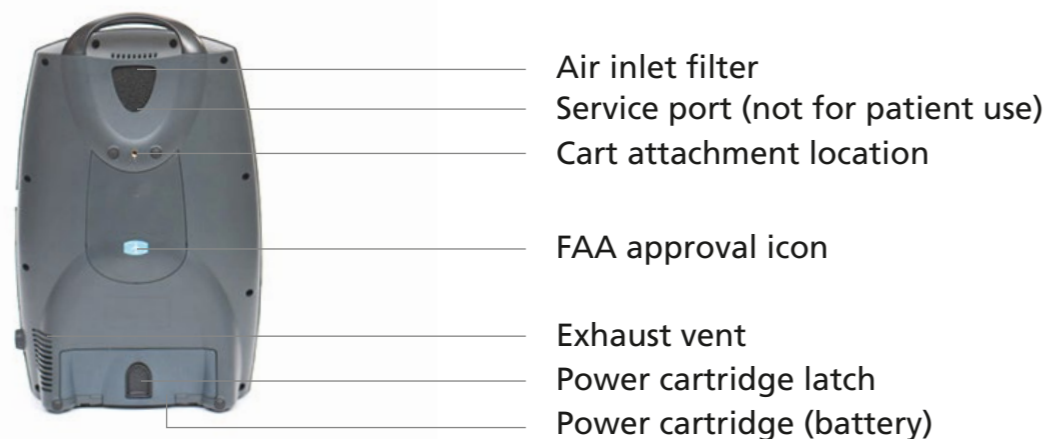 Air inlet filter
Service port (not for patient use)
Cart attachment location
FAA approval icon
Exhaust vent
Power cartridge latch
Power cartridge (battery)